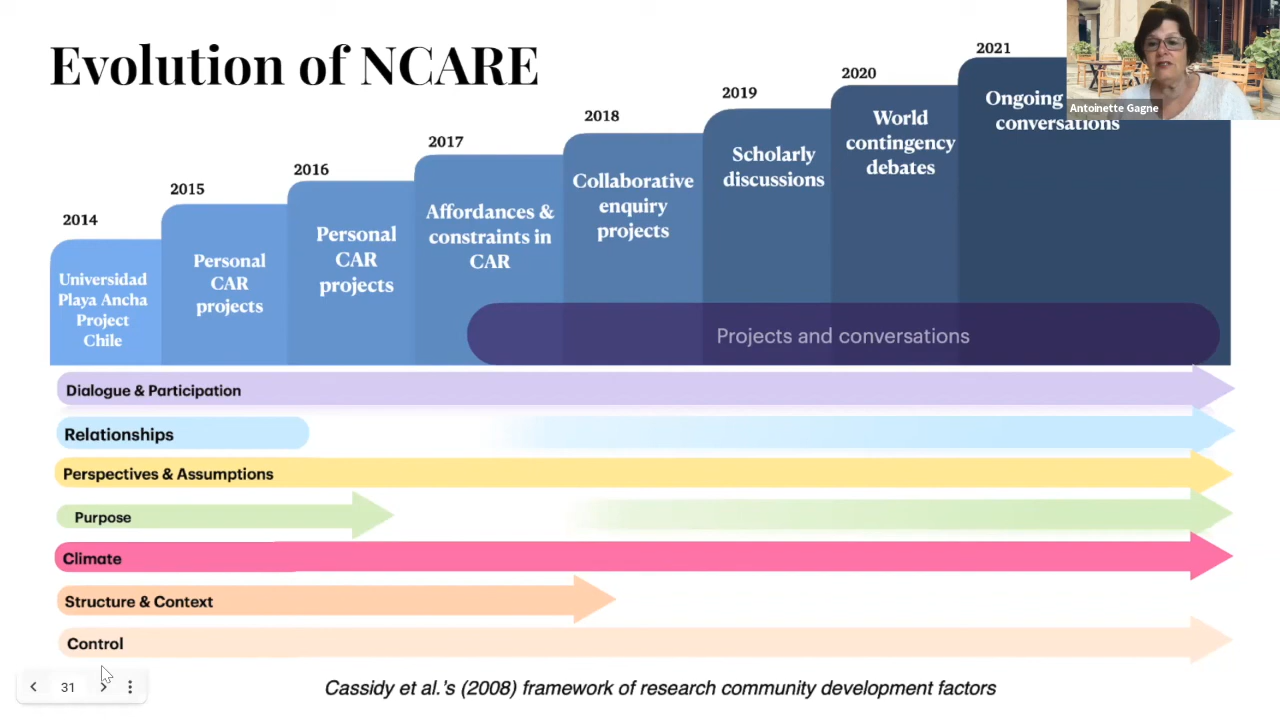 Evolution of NCARE
2014
Universidad
Playa Ancha
Project
Chile
2015
Personal
CAR
projects
2016
Personal
CAR
projects
2017
Affordances &
constraints in
CAR
2018
Collaborative
enquiry
projects
2019
Scholarly
discussions
2020
World
contingency
debates
2021
Ongoing
conversations
Antoinette Gagne
Projects and conversations
Dialogue & Participation
Relationships
Perspectives & Assumptions
Purpose
Climate
Structure & Context
Control
31
Cassidy et al.'s (2008) framework of research community development factors